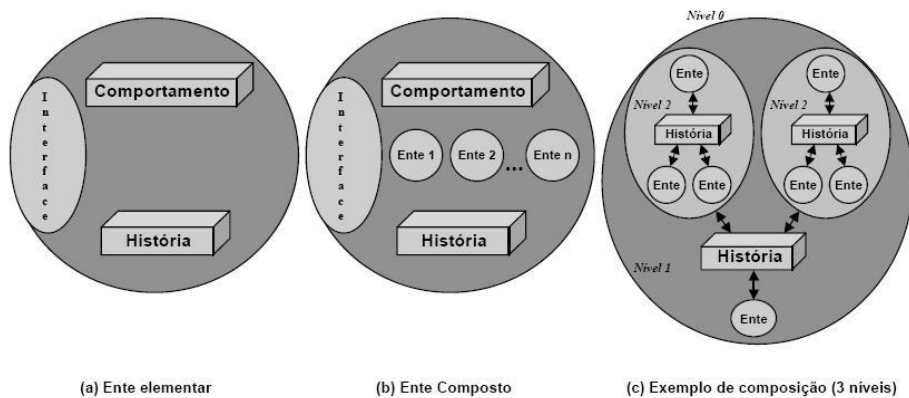 Interface
Comportamento
História
(a) Ente elementar
Interface
Comportamento
Ente 1 Ente 2 ... Ente n
História
(b) Ente Composto
Nível 0
Ente Ente
Nível 2 Nível 2
História História
Ente Ente Ente Ente
História
Nível 1
Ente
(c) Exemplo de composição (3 níveis)